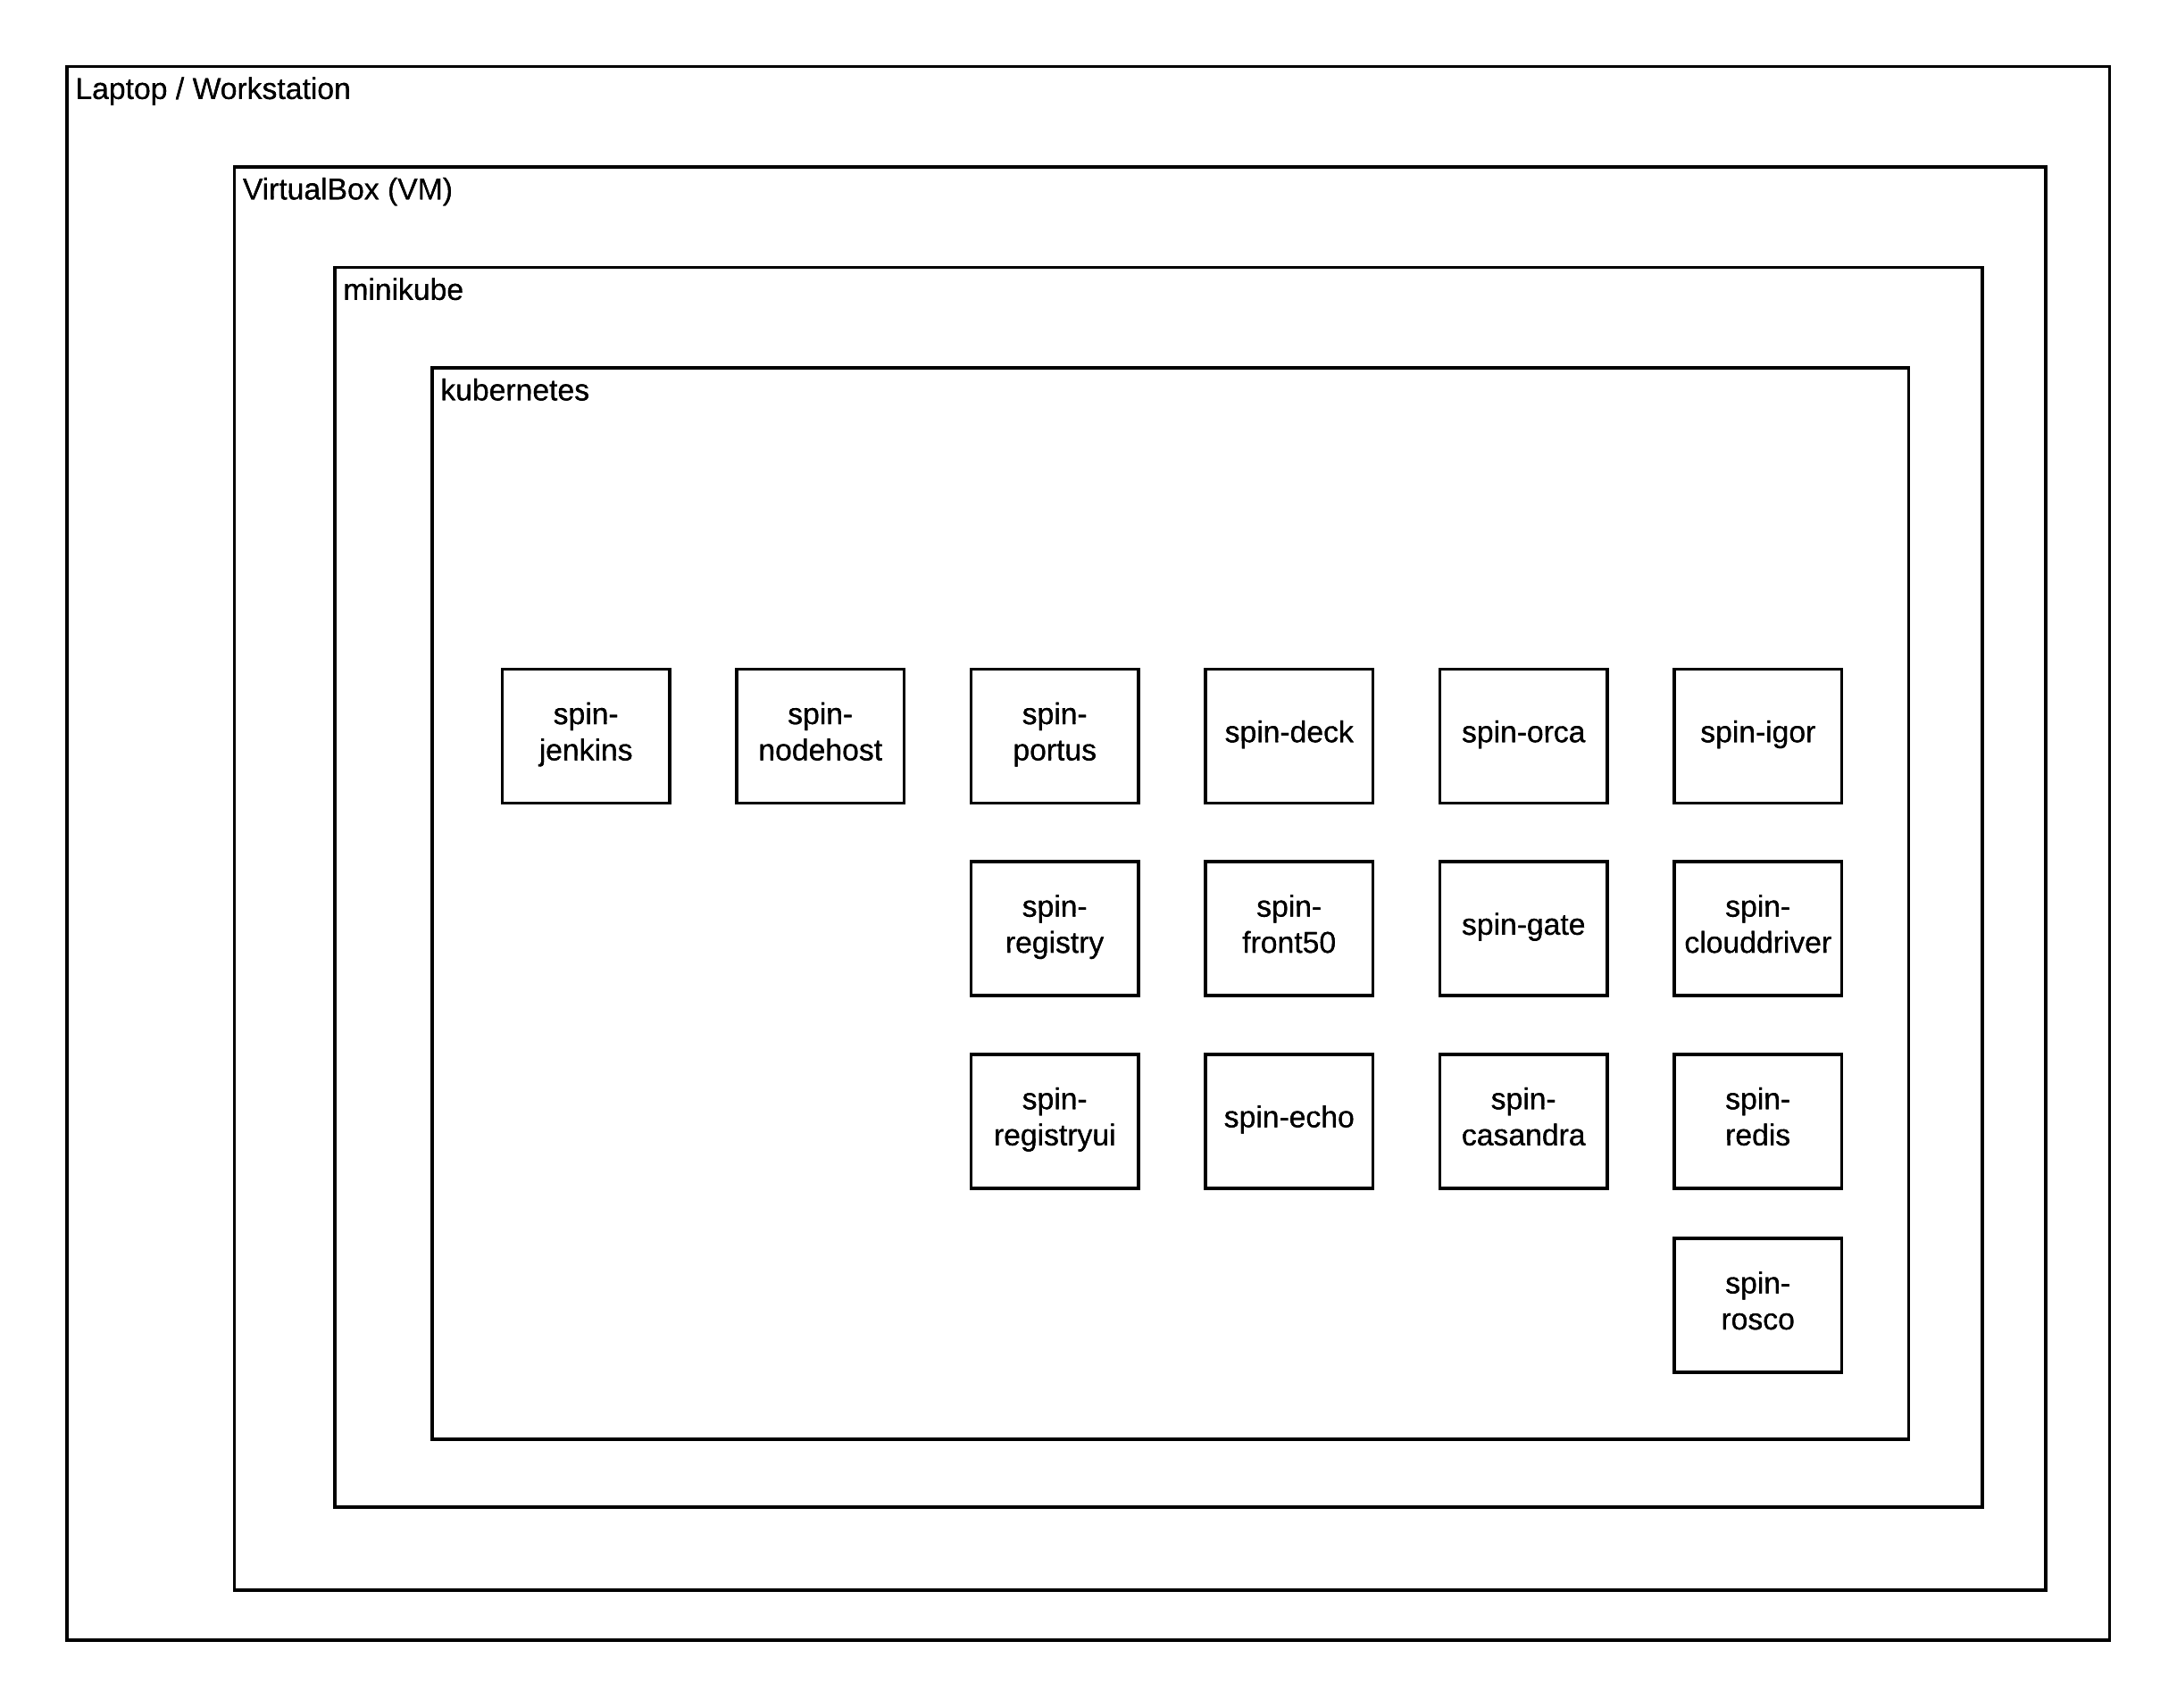 Laptop / Workstation
VirtualBox (VM)
minikube
kubernetes
spin-
jenkins
spin-
nodehost
spin-
portus
spin-deck
spin-orca
spin-igor
spin-
registry
spin-
front50
spin-gate
spin-
clouddriver
spin-
registryui
spin-echo
spin-
casandra
spin-
redis
spin-
rosco